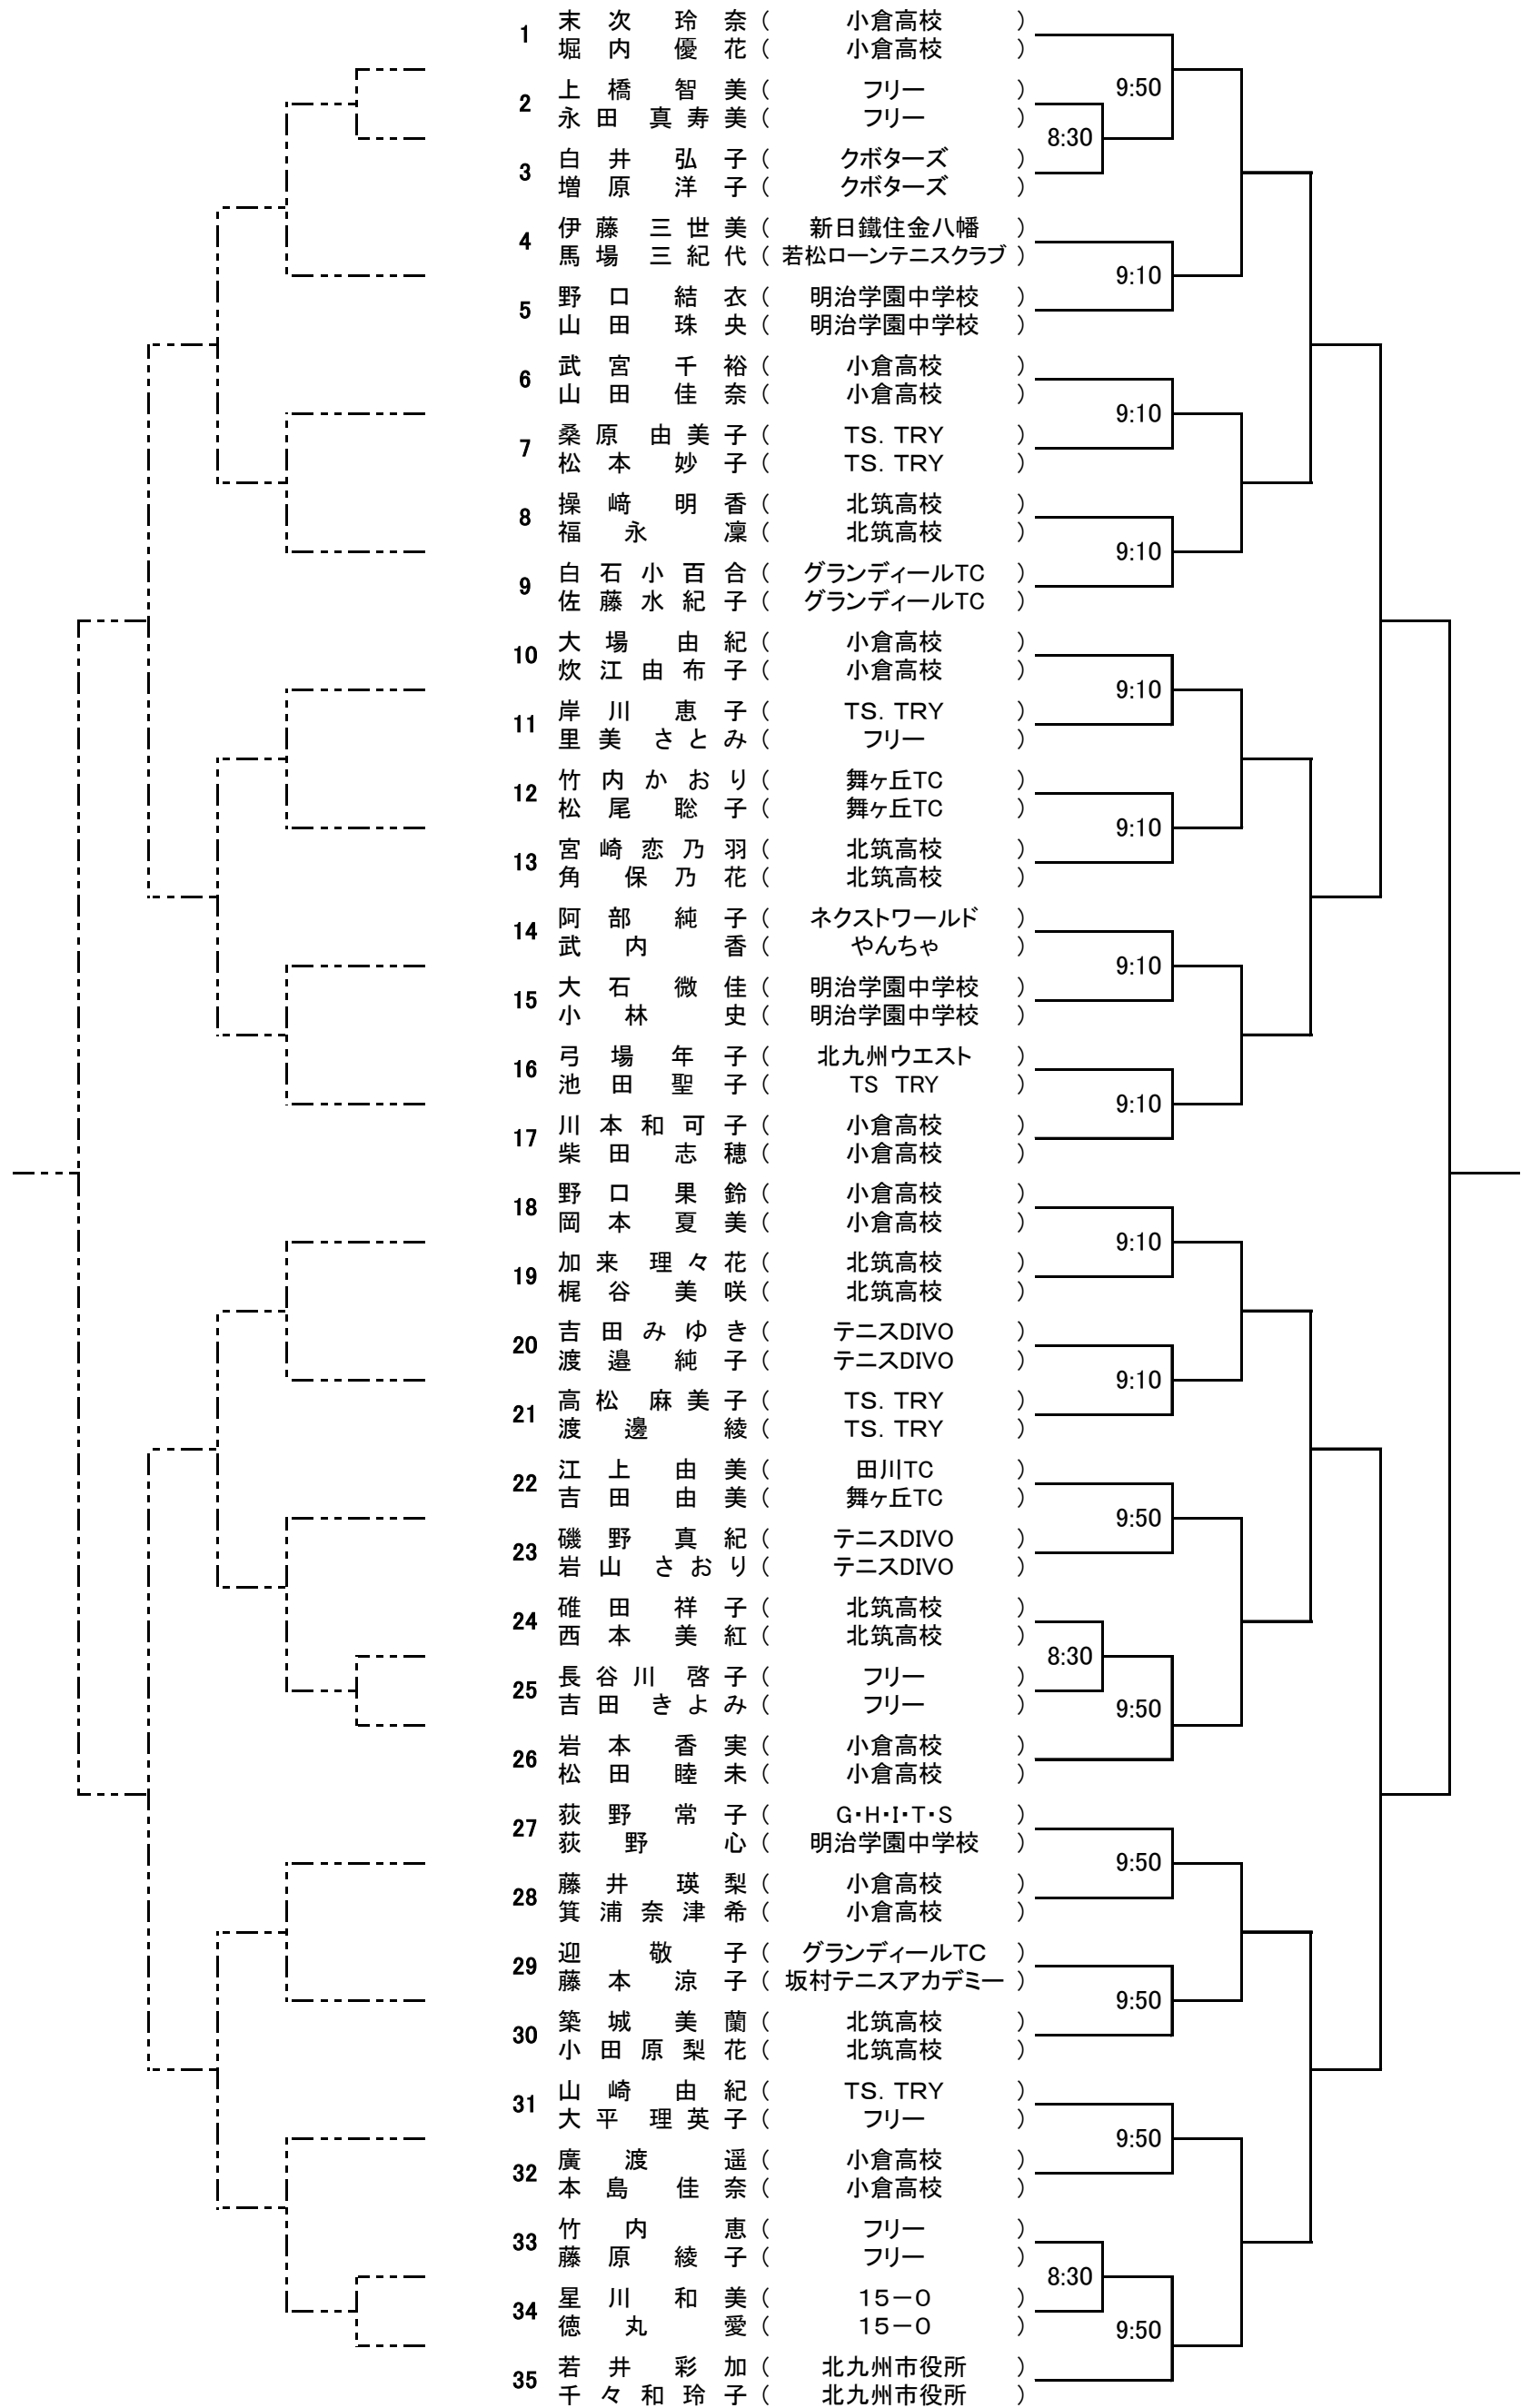 1 末次 玲奈 ( 小倉高校 )
堀内 優花 ( 小倉高校 )
9:50
2 上橋 智美 ( フリー )
永田 真寿美 ( フリー )
8:30
3 白井 弘子 ( クボターズ )
増原 洋子 ( クボターズ )
4 伊藤 三世美 ( 新日鐵住金八幡 )
馬場 三紀代 ( 若松ローンテニスクラブ )
9:10
5 野口 結衣 ( 明治学園中学校 )
山田 珠央 ( 明治学園中学校 )
6 武宮 千裕 ( 小倉高校 )
山田 佳奈 ( 小倉高校 )
9:10
7 桑原 由美子 ( TS. TRY )
松本 妙子 ( TS. TRY )
8 操﨑 明香 ( 北筑高校 )
福永 凜 ( 北筑高校 )
9:10
9 白石小百合 ( グランディールTC )
佐藤水紀子 ( グランディールTC )
10 大場 由紀 ( 小倉高校 )
炊江由布子 ( 小倉高校 )
9:10
11 岸川 恵子 ( TS. TRY )
里美 さとみ ( フリー )
12 竹内かおり ( 舞ヶ丘TC )
松尾 聡子 ( 舞ヶ丘TC )
9:10
13 宮崎恋乃羽 ( 北筑高校 )
角 保乃花 ( 北筑高校 )
14 阿部 純子 ( ネクストワールド )
武内 香 ( やんちゃ )
9:10
15 大石 微佳 ( 明治学園中学校 )
小林 史 ( 明治学園中学校 )
16 弓場 年子 ( 北九州ウエスト )
池田 聖子 ( TS TRY )
9:10
17 川本和可子 ( 小倉高校 )
柴田 志穂 ( 小倉高校 )
18 野口 果鈴 ( 小倉高校 )
岡本 夏美 ( 小倉高校 )
9:10
19 加来 理々花 ( 北筑高校 )
梶谷 美咲 ( 北筑高校 )
20 吉田みゆき ( テニスDIVO )
渡邉 純子 ( テニスDIVO )
9:10
21 高松 麻美子 ( TS. TRY )
渡邊 綾 ( TS. TRY )
22 江上 由美 ( 田川TC )
吉田 由美 ( 舞ヶ丘TC )
9:50
23 磯野 真紀 ( テニスDIVO )
岩山 さおり ( テニスDIVO )
24 碓田 祥子 ( 北筑高校 )
西本 美紅 ( 北筑高校 )
8:30
25 長谷川 啓子 ( フリー )
吉田 きよみ ( フリー )
9:50
26 岩本 香実 ( 小倉高校 )
松田 睦未 ( 小倉高校 )
27 荻野 常子 ( G・H・I・T・S )
荻野 心 ( 明治学園中学校 )
9:50
28 藤井 瑛梨 ( 小倉高校 )
箕浦奈津希 ( 小倉高校 )
29 迎 敬子 ( グランディールTC )
藤本 涼子 ( 坂村テニスアカデミー )
9:50
30 築城 美蘭 ( 北筑高校 )
小田原梨花 ( 北筑高校 )
31 山崎 由紀 ( TS. TRY )
大平 理英子 ( フリー )
9:50
32 廣渡 遥 ( 小倉高校 )
本島 佳奈 ( 小倉高校 )
33 竹内 恵 ( フリー )
藤原 綾子 ( フリー )
8:30
34 星川 和美 ( 15－0 )
徳丸 愛 ( 15－0 )
9:50
35 若井 彩加 ( 北九州市役所 )
千々和玲子 ( 北九州市役所 )